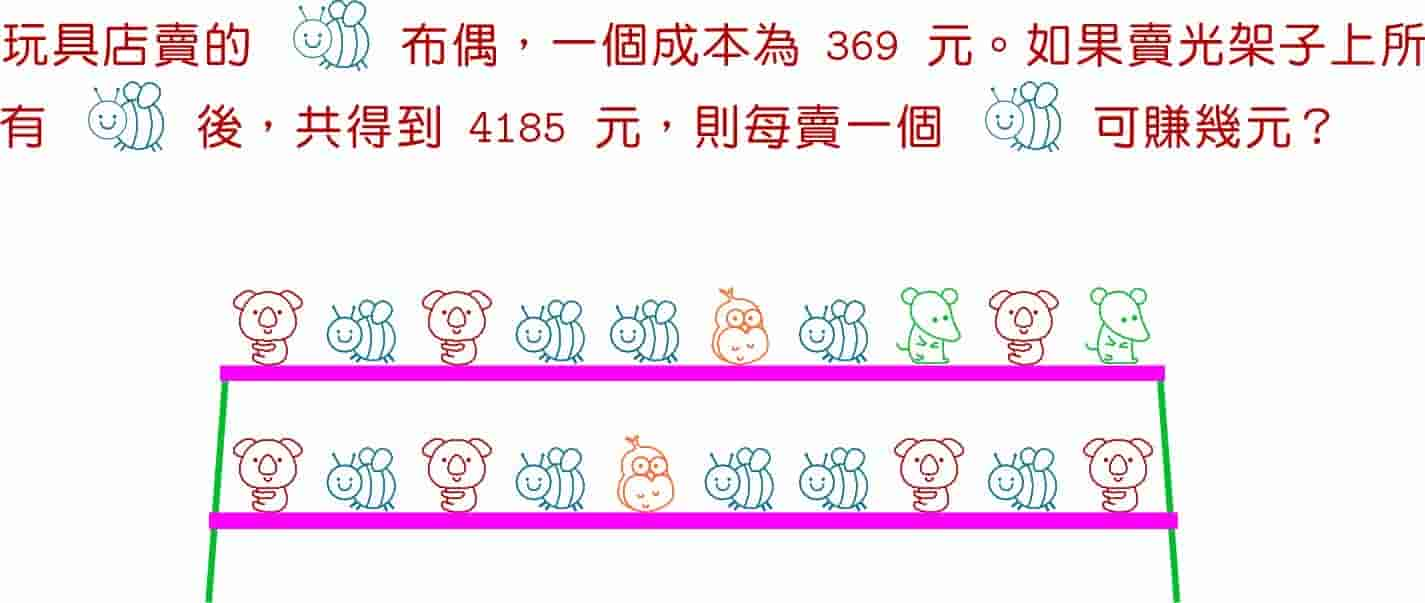 玩具店賣的 布偶，一個成本為 369 元。如果賣光架子上所
有 後，共得到 4185 元，則每賣一個 可賺幾元？